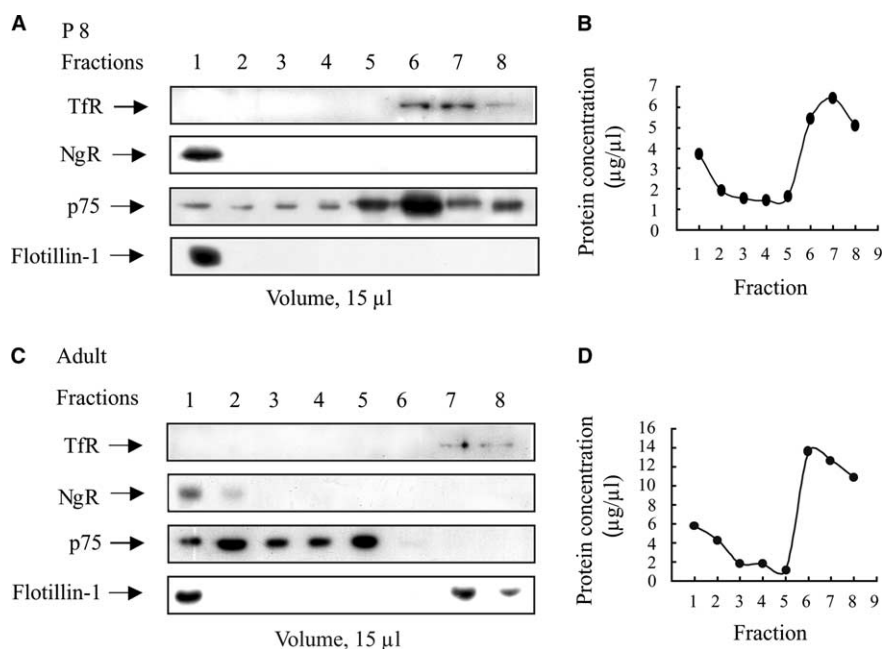 A P 8
Fractions 1 2 3 4 5 6 7 8
TfR
NgR
p75
Flotillin-1
Volume, 15 µl
B
Protein concentration
(µg/µl)
7
6
5
4
3
2
1
0
1 2 3 4 5 6 7 8 9
Fraction
C Adult
Fractions 1 2 3 4 5 6 7 8
TfR
NgR
p75
Flotillin-1
Volume, 15 µl
D
Protein concentration
(µg/µl)
16
14
12
10
8
6
4
2
0
1 2 3 4 5 6 7 8 9
Fraction